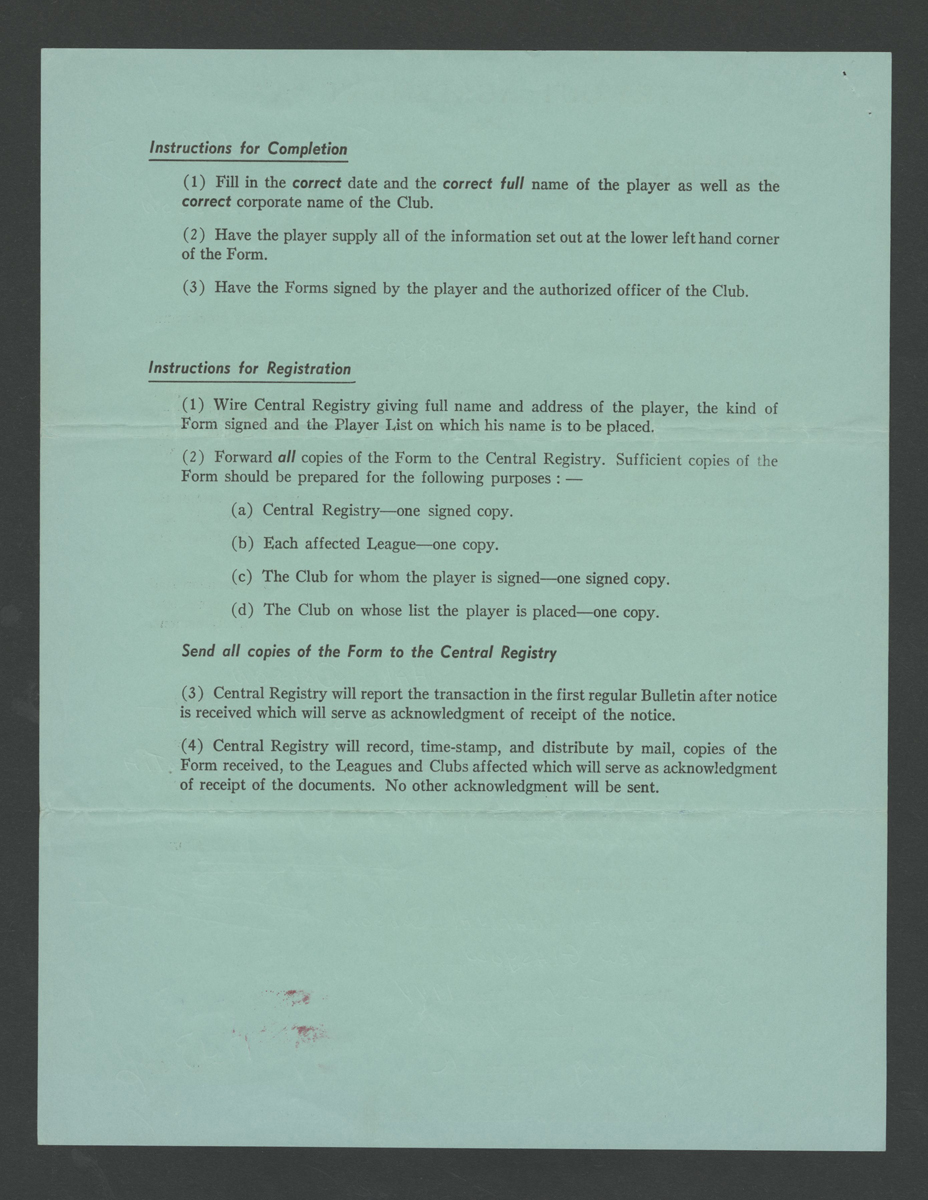 Instructions for Completion
(1) Fill in the correct date and the correct full name of the player as well as the
correct corporate name of the Club.
(2) Have the player supply all of the information set out at the lower left hand corner
of the Form.
(3) Have the Forms signed by the player and the authorized officer of the Club.
Instructions for Registration
(1) Wire Central Registry giving full name and address of the player, the kind of
Form signed and the Player List on which his name is to be placed.
(2) Forward all copies of the Form to the Central Registry. Sufficient copies of the
Form should be prepared for the following purposes : —
(a) Central Registry—one signed copy.
(b) Each affected League—one copy.
(c) The Club for whom the player is signed—one signed copy.
(d) The Club on whose list the player is placed—one copy.
Send all copies of the Form to the Central Registry
(3) Central Registry will report the transaction in the first regular Bulletin after notice
is received which will serve as acknowledgment of receipt of the notice.
(4) Central Registry will record, time-stamp, and distribute by mail, copies of the
Form received, to the Leagues and Clubs affected which will serve as acknowledgment
of receipt of the documents. No other acknowledgment will be sent.